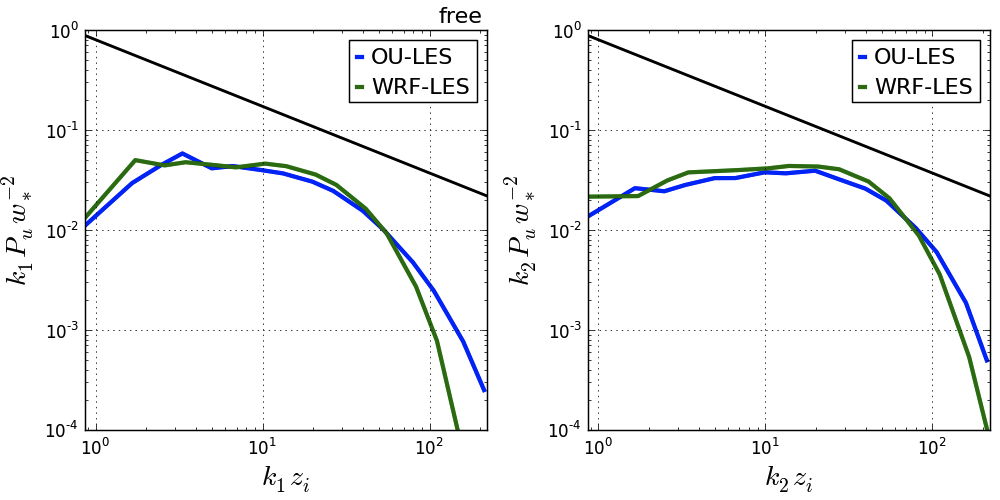 free
10^0
10^-1
10^-2
10^-3
10^-4
k_1 P_u w_*^{-2}
OU-LES
WRF-LES
10^0
10^1
10^2
k_1 z_i
10^0
10^-1
10^-2
10^-3
10^-4
k_2 P_u w_*^{-2}
OU-LES
WRF-LES
10^0
10^1
10^2
k_2 z_i